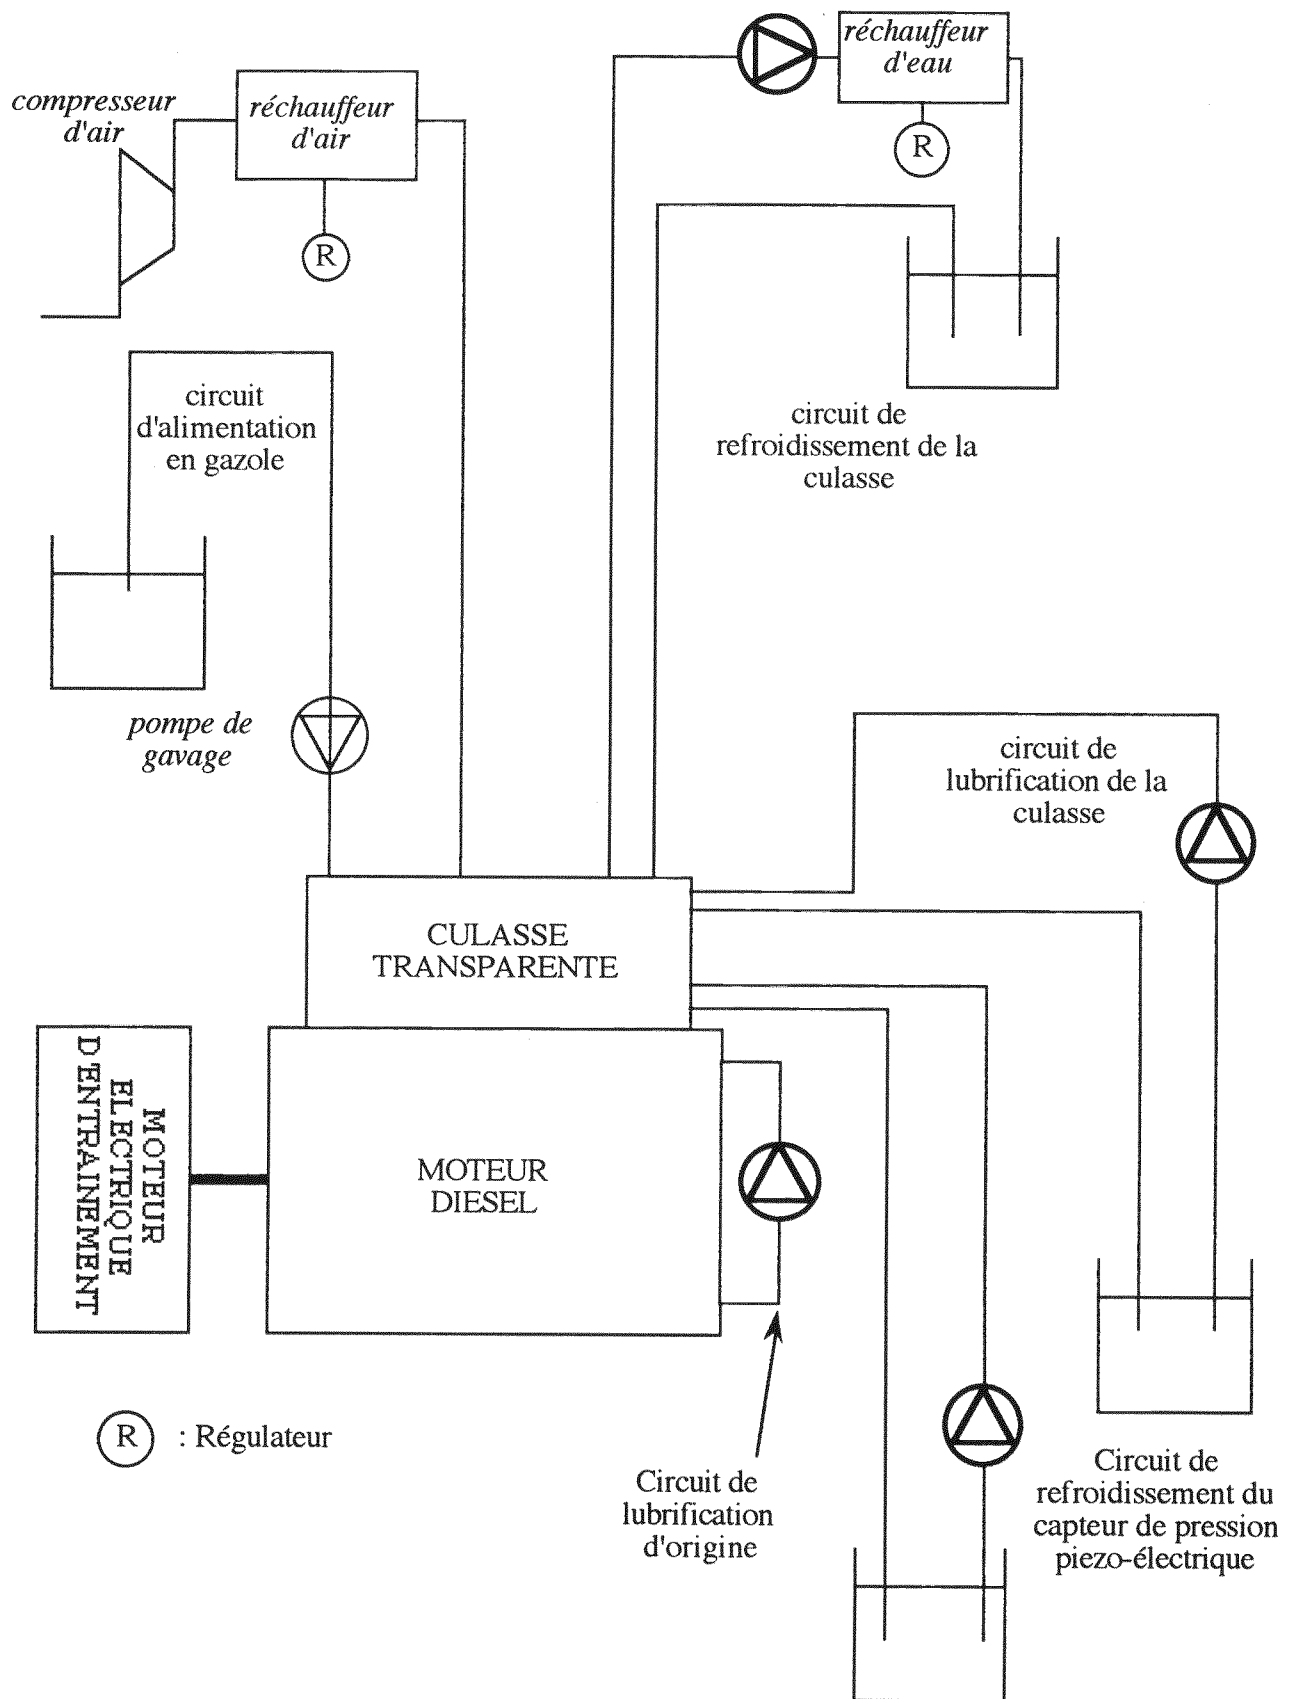 compresseur
d'air
réchauffeur
d'air
R
réchauffeur
d'eau
R
circuit
d'alimentation
en gazole
circuit de
refroidissement de la
culasse
pompe de
gavage
circuit de
lubrification de la
culasse
CULASSE
TRANSPARENTE
MOTEUR
ELECTRIQUE
D'ENTRAINEMENT
MOTEUR
DIESEL
R : Régulateur
Circuit de
lubrification
d'origine
Circuit de
refroidissement du
capteur de pression
piezo-électrique